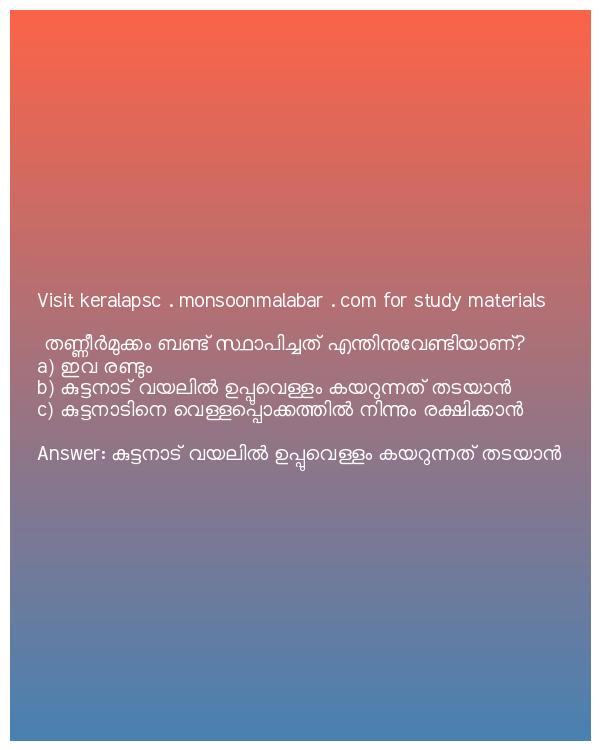 Visit keralapsc . monsoonmalabar . com for study materials
തണ്ണീർമുക്കം ബണ്ട് സ്ഥാപിച്ചത് എന്തിനുവേണ്ടിയാണ്?
a) ഇവ രണ്ടും
b) കുട്ടനാട് വയലിൽ ഉപ്പുവെള്ളം കയറുന്നത് തടയാൻ
c) കുട്ടനാടിനെ വെള്ളപ്പൊക്കത്തിൽ നിന്നും രക്ഷിക്കാൻ
Answer: കുട്ടനാട് വയലിൽ ഉപ്പുവെള്ളം കയറുന്നത് തടയാൻ